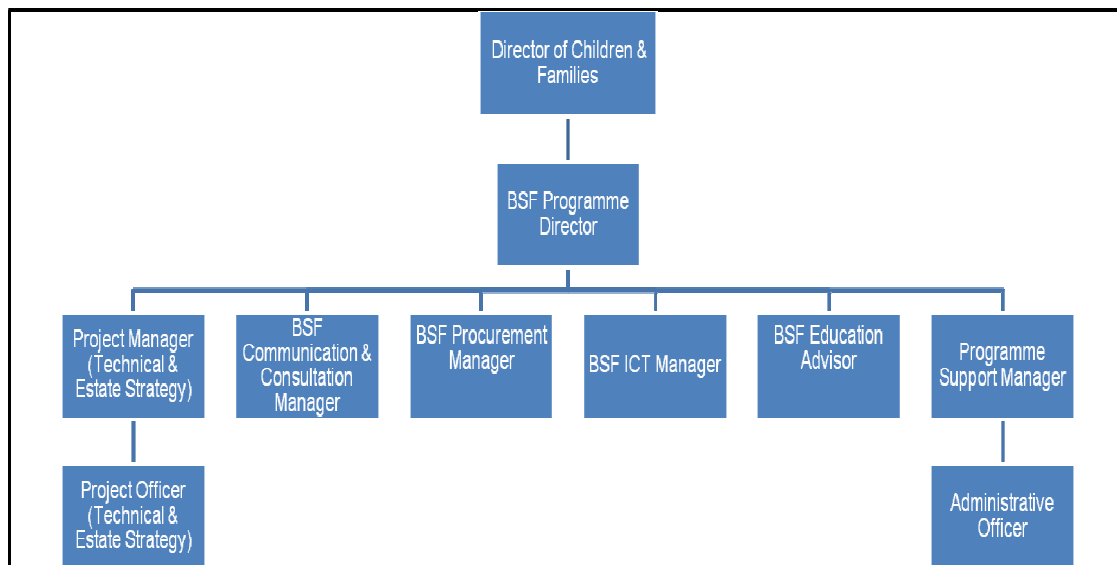 Director of Children &
Families
BSF Programme
Director
Project Manager
(Technical &
Estate Strategy)
BSF
Communication &
Consultation
Manager
BSF Procurement
Manager
BSF ICT Manager
BSF Education
Advisor
Programme
Support Manager
Project Officer
(Technical &
Estate Strategy)
Administrative
Officer